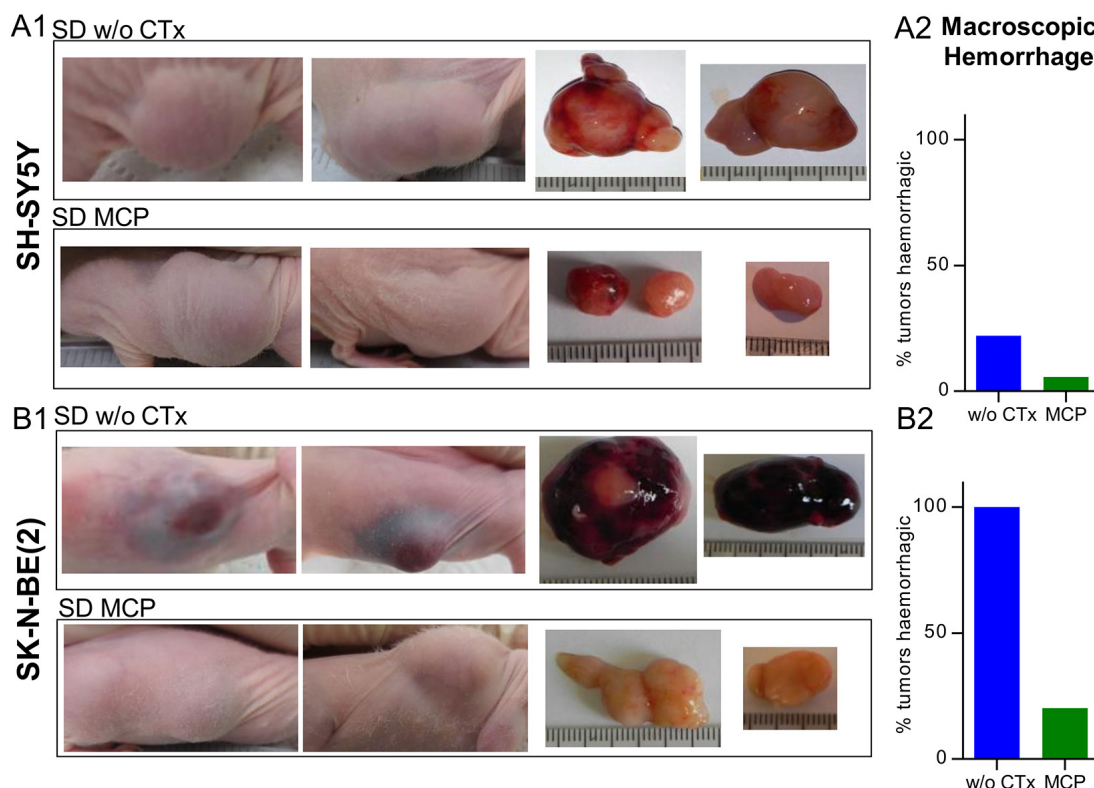 A1 SD w/o CTx
SH-SY5Y
SD MCP
A2 Macroscopic
Hemorrhage
% tumors haemorrhagic
100
50
0
w/o CTx MCP
B1 SD w/o CTx
SK-N-BE(2)
SD MCP
B2
% tumors haemorrhagic
100
50
0
w/o CTx MCP